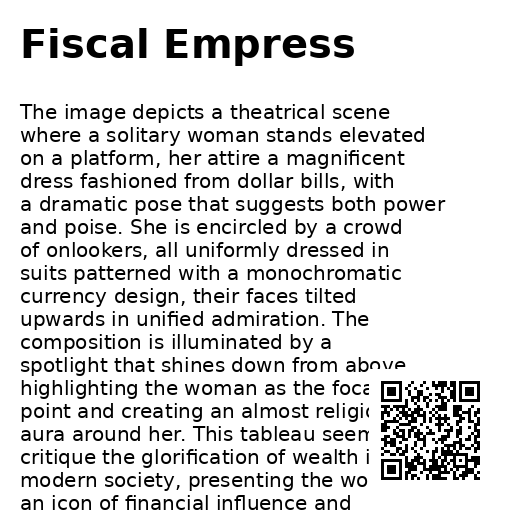 Fiscal Empress
The image depicts a theatrical scene
where a solitary woman stands elevated
on a platform, her attire a magnificent
dress fashioned from dollar bills, with
a dramatic pose that suggests both power
and poise. She is encircled by a crowd
of onlookers, all uniformly dressed in
suits patterned with a monochromatic
currency design, their faces tilted
upwards in unified admiration. The
composition is illuminated by a
spotlight that shines down from above
highlighting the woman as the foca
point and creating an almost religi
aura around her. This tableau seem
critique the glorification of wealth i
modern society, presenting the wo
an icon of financial influence and